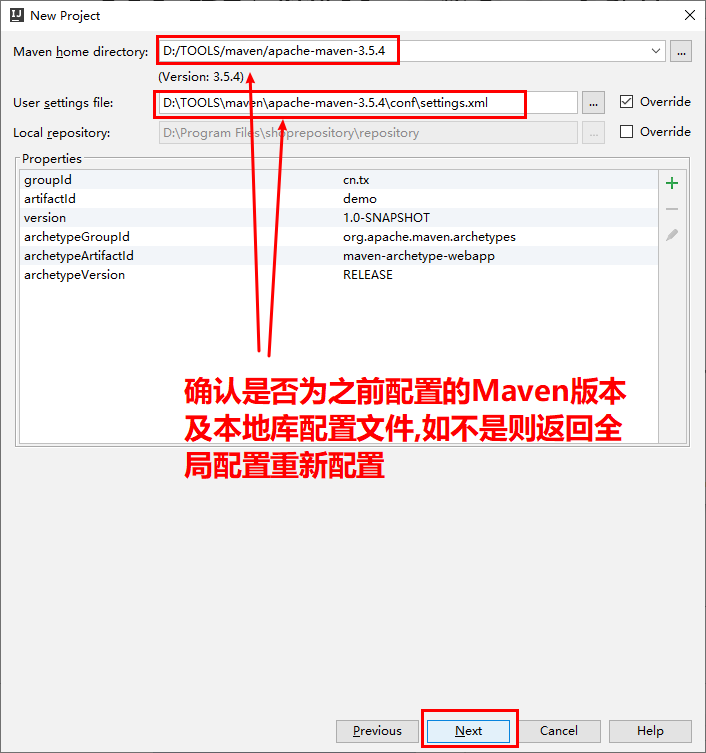 New Project
Maven home directory: D:/TOOLS/maven/apache-maven-3.5.4 ...
(Version: 3.5.4)
User settings file: D:\TOOLS\maven\apache-maven-3.5.4\conf\settings.xml ... Override
Local repository: D:\Program Files\shoprepository\repository ... Override
Properties
groupId cn.tx
artifactId demo
version 1.0-SNAPSHOT
archetypeGroupId org.apache.maven.archetypes
archetypeArtifactId maven-archetype-webapp
archetypeVersion RELEASE
确认是否为之前配置的Maven版本
及本地库配置文件,如不是则返回全
局配置重新配置
Previous Next Cancel Help